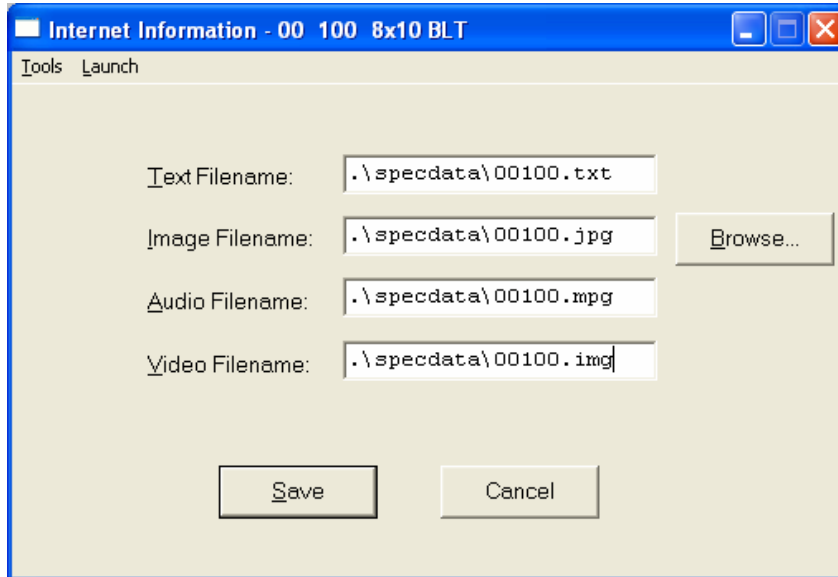 Internet Information - 00  100  8x10 BLT
Tools Launch
Text Filename: .\specdata\00100.txt
Image Filename: .\specdata\00100.jpg Browse...
Audio Filename: .\specdata\00100.mpg
Video Filename: .\specdata\00100.img
Save Cancel